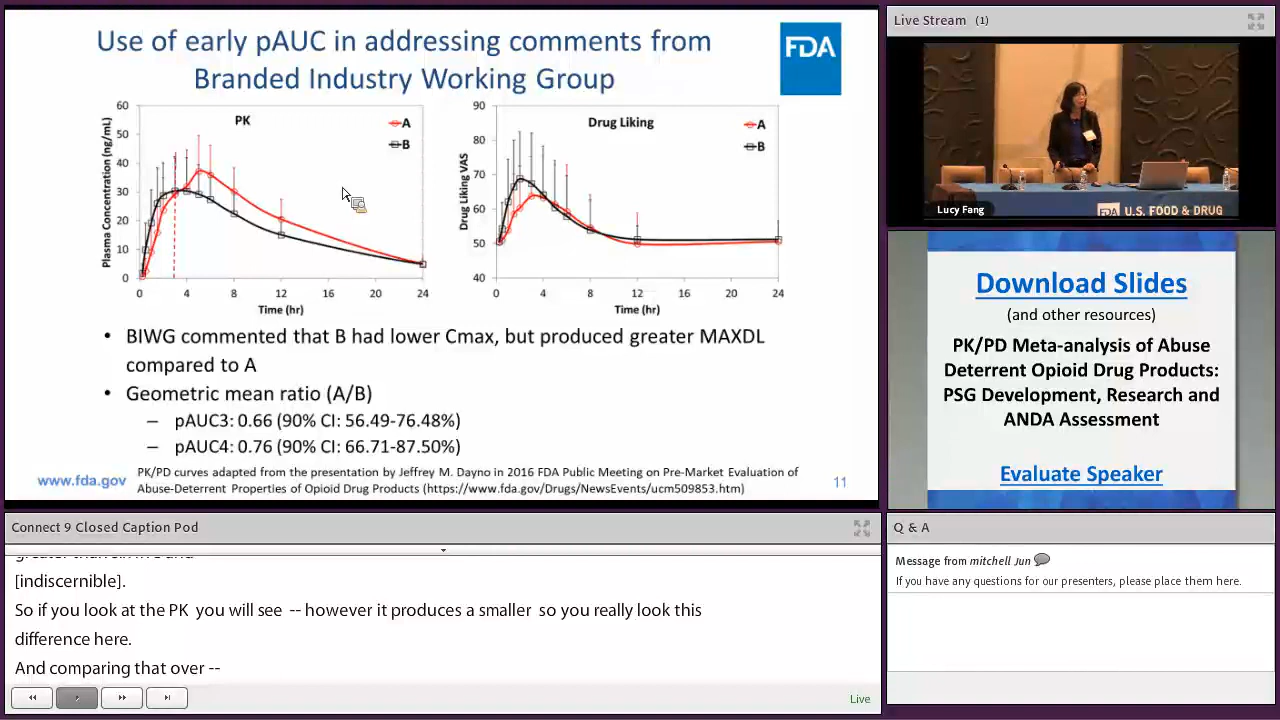 Use of early pAUC in addressing comments from
Branded Industry Working Group
FDA
60
50
40
30
20
10
0
Plasma Concentration (ng/mL)
PK
A
B
0
4
8
12
16
20
24
Time (hr)
90
80
70
60
50
40
Drug Liking VAS
Drug Liking
A
B
0
4
8
12
16
20
24
Time (hr)
• BIWG commented that B had lower Cmax, but produced greater MAXDL
compared to A
• Geometric mean ratio (A/B)
– pAUC3: 0.66 (90% CI: 56.49-76.48%)
– pAUC4: 0.76 (90% CI: 66.71-87.50%)
www.fda.gov
PK/PD curves adapted from the presentation by Jeffrey M. Dayno in 2016 FDA Public Meeting on Pre-Market Evaluation of
Abuse-Deterrent Properties of Opioid Drug Products (https://www.fda.gov/Drugs/NewsEvents/ucm509853.htm)
11
Live Stream (1)
Lucy Fang
FDA U.S. FOOD & DRUG
Download Slides
(and other resources)
PK/PD Meta-analysis of Abuse
Deterrent Opioid Drug Products:
PSG Development, Research and
ANDA Assessment
Evaluate Speaker
Connect 9 Closed Caption Pod
[indiscernible].
So if you look at the PK you will see -- however it produces a smaller so you really look this
difference here.
And comparing that over --
Live
Q & A
Message from mitchell Jun
If you have any questions for our presenters, please place them here.